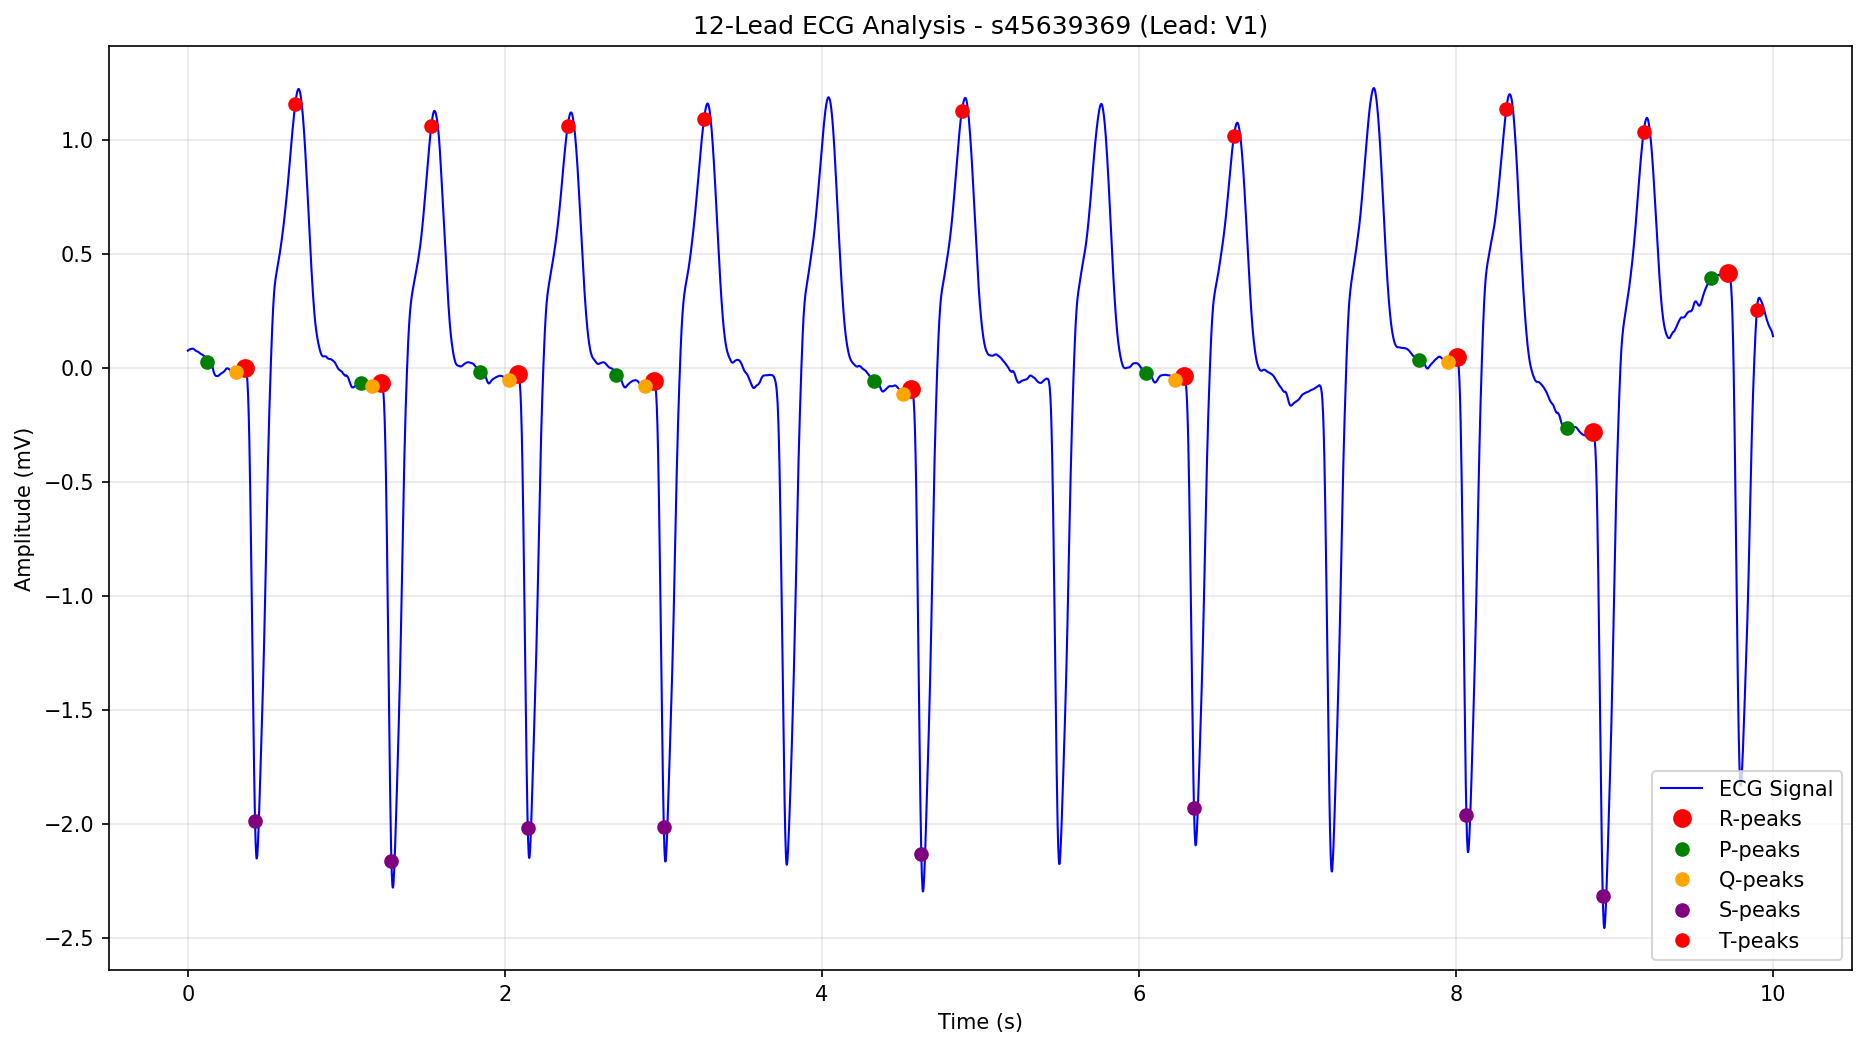 12-Lead ECG Analysis - s45639369 (Lead: V1)
Amplitude (mV)
1.0
0.5
0.0
−0.5
−1.0
−1.5
−2.0
−2.5
0
2
4
6
8
10
Time (s)
ECG Signal
R-peaks
P-peaks
Q-peaks
S-peaks
T-peaks